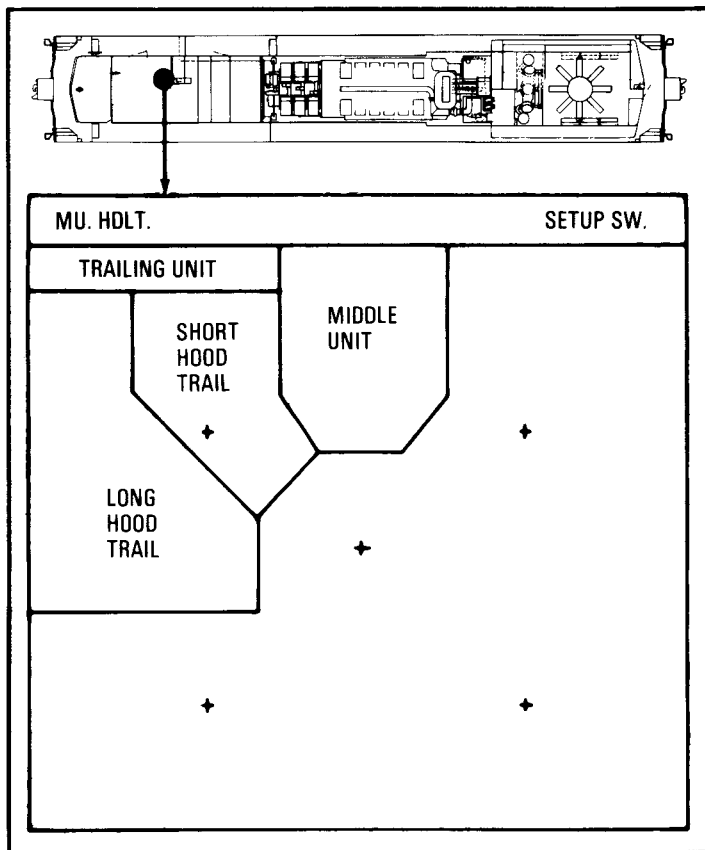 MU. HDLT. SETUP SW.
TRAILING UNIT
SHORT
HOOD
TRAIL
MIDDLE
UNIT
LONG
HOOD
TRAIL